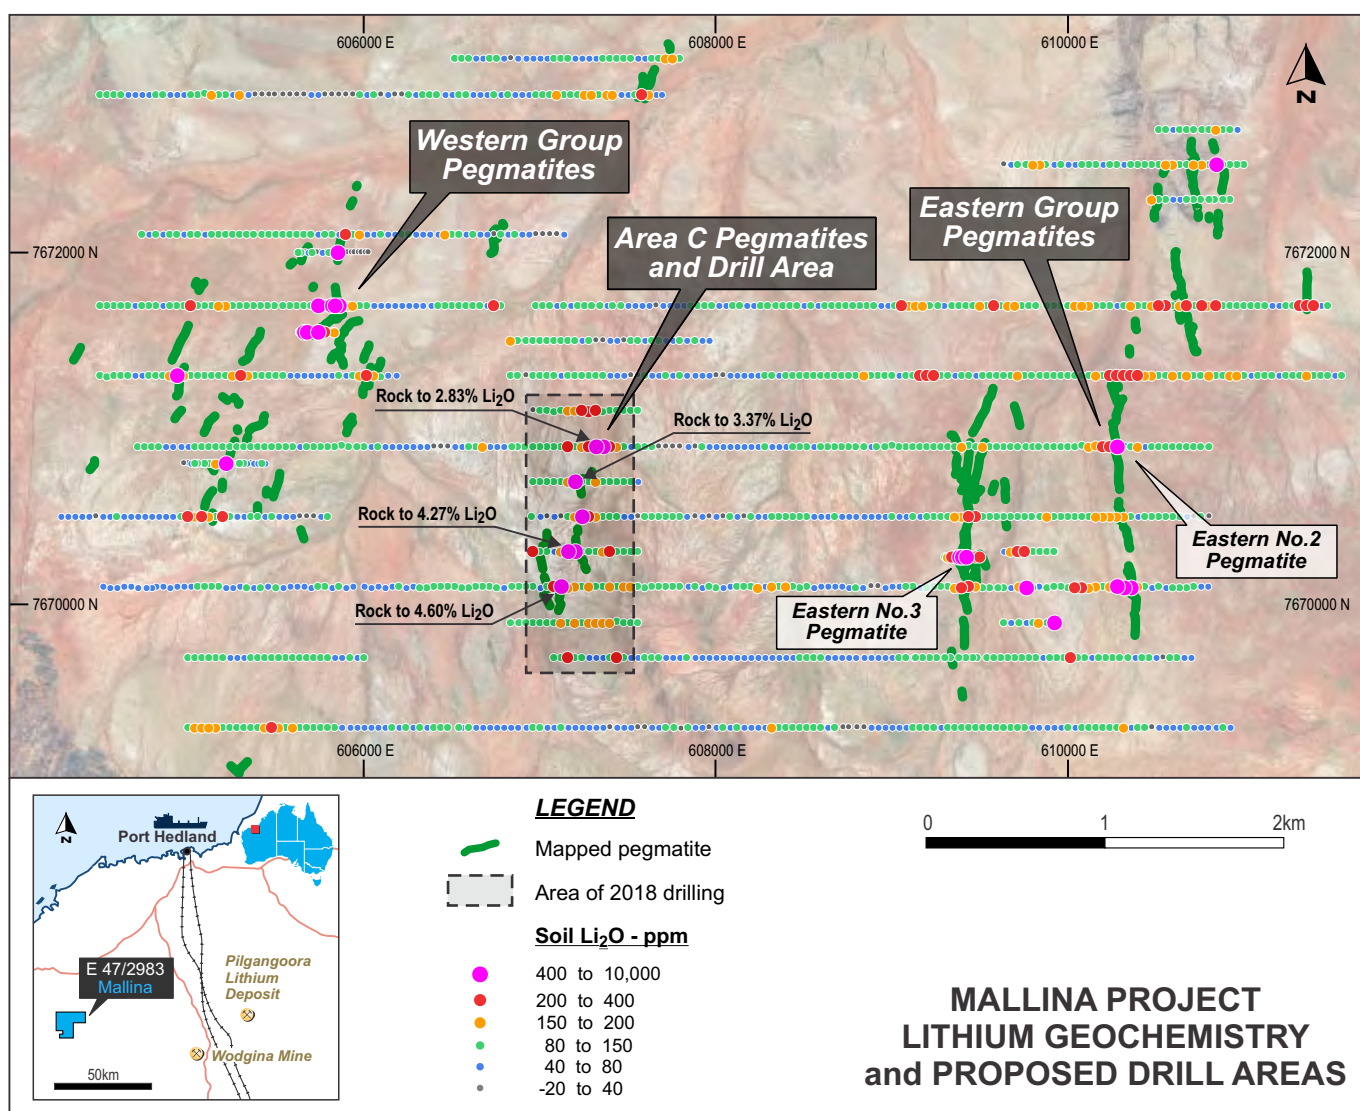 606000 E
608000 E
610000 E
N
Western Group
Pegmatites
Area C Pegmatites
and Drill Area
Eastern Group
Pegmatites
7672000 N
7672000 N
Rock to 2.83% Li2O
Rock to 3.37% Li2O
Rock to 4.27% Li2O
Rock to 4.60% Li2O
Eastern No.2
Pegmatite
Eastern No.3
Pegmatite
7670000 N
7670000 N
606000 E
608000 E
610000 E
N
Port Hedland
E 47/2983
Mallina
Pilgangoora
Lithium
Deposit
Wodgina Mine
50km
LEGEND
Mapped pegmatite
Area of 2018 drilling
Soil Li2O - ppm
400 to 10,000
200 to 400
150 to 200
80 to 150
40 to 80
-20 to 40
0 1 2km
MALLINA PROJECT
LITHIUM GEOCHEMISTRY
and PROPOSED DRILL AREAS